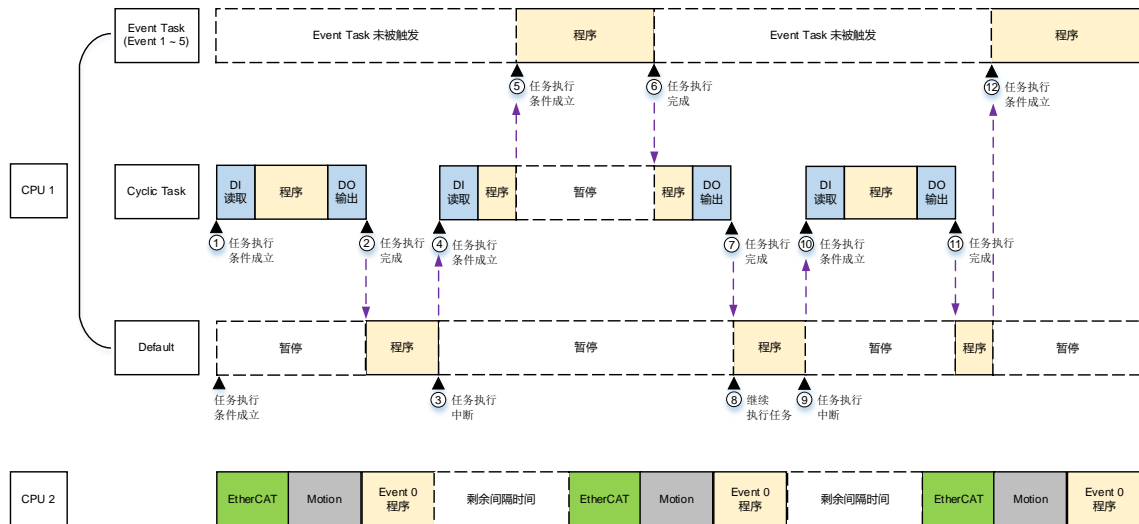 Event Task
(Event 1 ~ 5)
Event Task 未被触发
程序
Event Task 未被触发
程序
⑤ 任务执行
条件成立
⑥ 任务执行
完成
⑫ 任务执行
条件成立
CPU 1
Cyclic Task
DI
读取
程序
DO
输出
DI
读取
程序
暂停
程序
DO
输出
DI
读取
程序
DO
输出
① 任务执行
条件成立
② 任务执行
完成
④ 任务执行
条件成立
⑦ 任务执行
完成
⑩ 任务执行
条件成立
⑪ 任务执行
完成
Default
暂停
程序
暂停
程序
暂停
程序
暂停
任务执行
条件成立
③ 任务执行
中断
⑧ 继续
执行任务
⑨ 任务执行
中断
CPU 2
EtherCAT
Motion
Event 0
程序
剩余间隔时间
EtherCAT
Motion
Event 0
程序
剩余间隔时间
EtherCAT
Motion
Event 0
程序